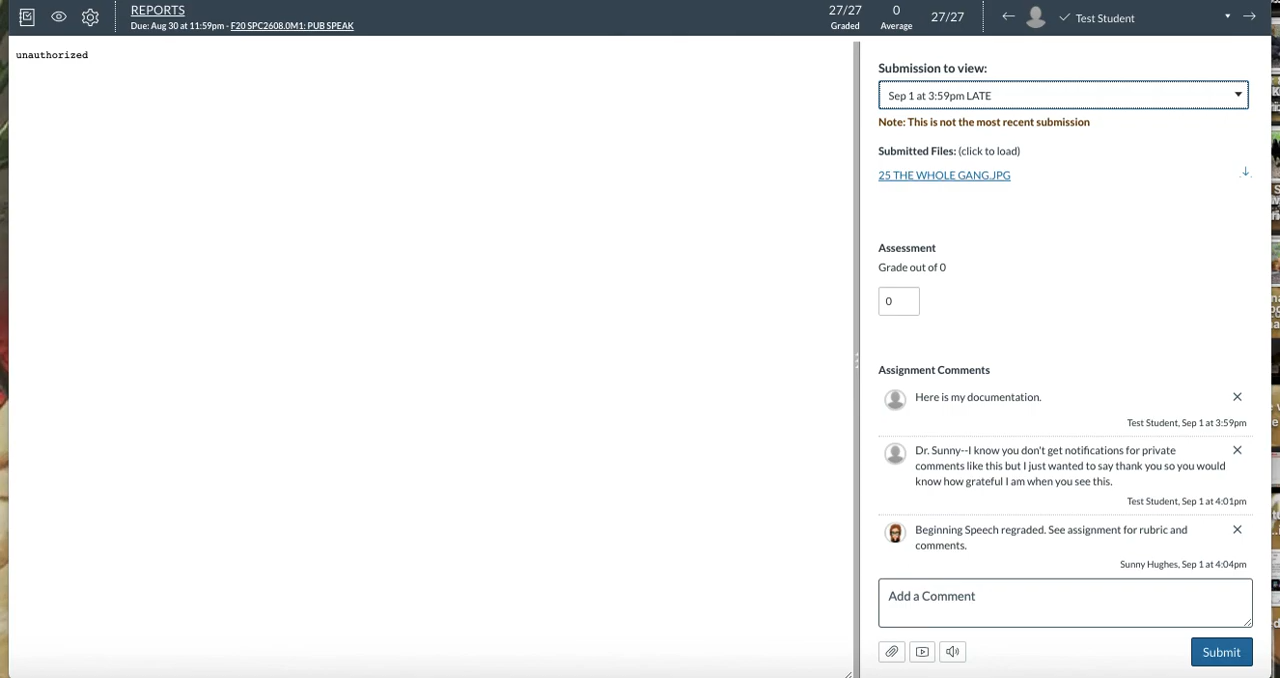 REPORTS
Due: Aug 30 at 11:59pm - F20 SPC2608.0M1: PUB SPEAK
27/27
Graded
0
Average
27/27
Test Student
unauthorized
Submission to view:
Sep 1 at 3:59pm LATE
Note: This is not the most recent submission
Submitted Files: (click to load)
25 THE WHOLE GANG.JPG
Assessment
Grade out of 0
0
Assignment Comments
Here is my documentation.
Test Student, Sep 1 at 3:59pm
Dr. Sunny--I know you don't get notifications for private
comments like this but I just wanted to say thank you so you would
know how grateful I am when you see this.
Test Student, Sep 1 at 4:01pm
Beginning Speech regraded. See assignment for rubric and
comments.
Sunny Hughes, Sep 1 at 4:04pm
Add a Comment
Submit